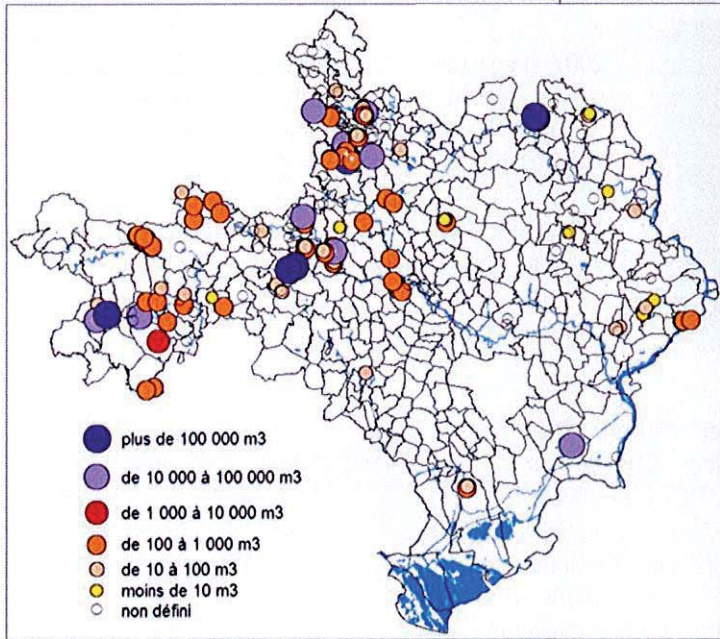 plus de 100 000 m3
de 10 000 à 100 000 m3
de 1 000 à 10 000 m3
de 100 à 1 000 m3
de 10 à 100 m3
moins de 10 m3
non défini